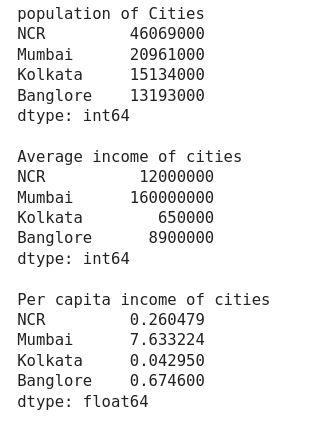 population of Cities
NCR         46069000
Mumbai      20961000
Kolkata     15134000
Banglore    13193000
dtype: int64

Average income of cities
NCR          12000000
Mumbai      160000000
Kolkata        650000
Banglore      8900000
dtype: int64

Per capita income of cities
NCR         0.260479
Mumbai      7.633224
Kolkata     0.042950
Banglore    0.674600
dtype: float64